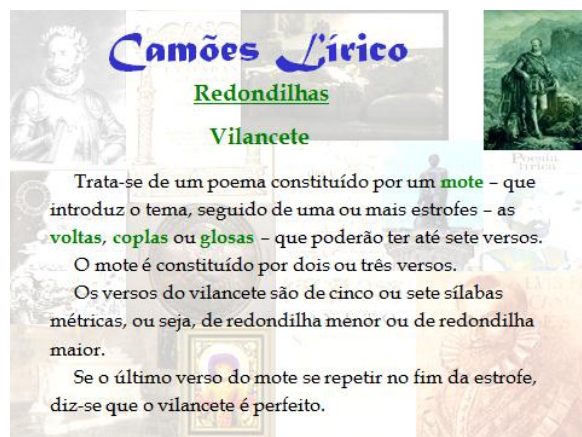 Camões Lírico
Redondilhas
Vilancete
Poesia
lírica
Trata-se de um poema constituído por um mote – que
introduz o tema, seguido de uma ou mais estrofes – as
voltas, coplas ou glosas – que poderão ter até sete versos.
O mote é constituído por dois ou três versos.
Os versos do vilancete são de cinco ou sete sílabas
métricas, ou seja, de redondilha menor ou de redondilha
maior.
Se o último verso do mote se repetir no fim da estrofe,
diz-se que o vilancete é perfeito.